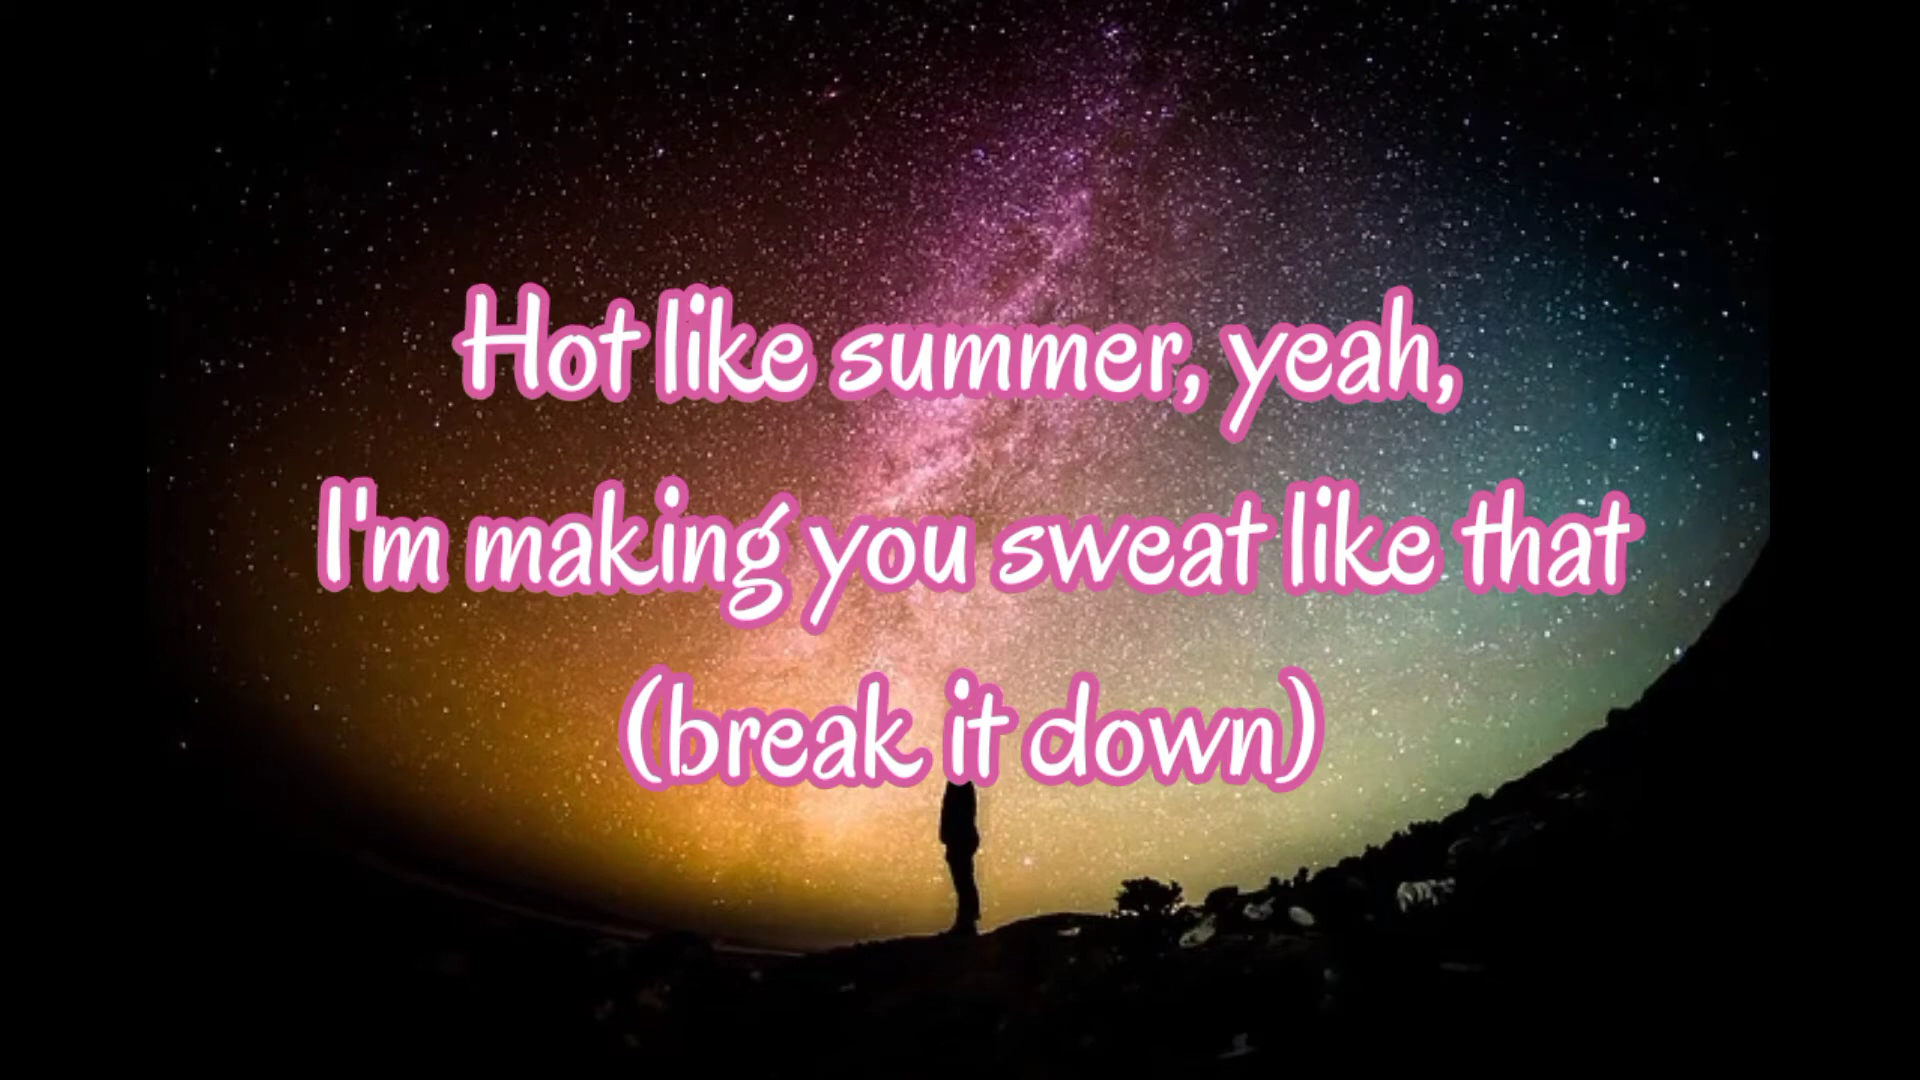 Hot like summer, yeah,
I'm making you sweat like that
(break it down)